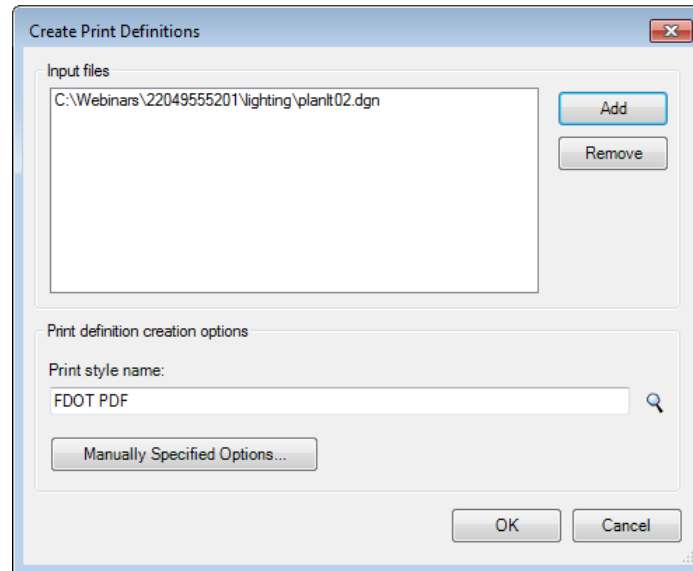 Create Print Definitions
Input files
C:\Webinars\22049555201\lighting\planlt02.dgn
Add
Remove
Print definition creation options
Print style name:
FDOT PDF
Manually Specified Options...
OK
Cancel